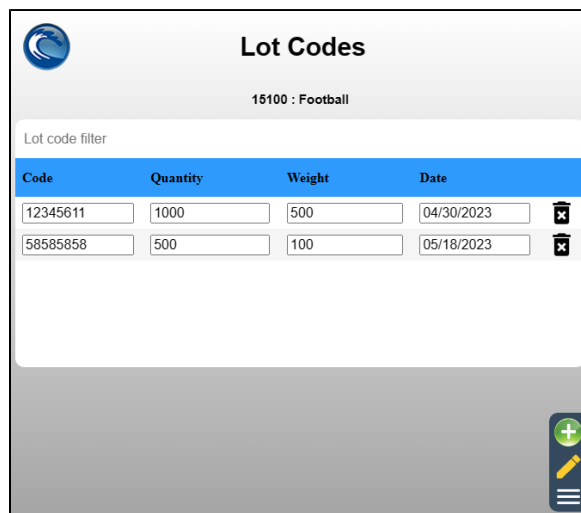 Lot Codes
15100 : Football
Lot code filter
Code Quantity Weight Date
12345611 1000 500 04/30/2023
58585858 500 100 05/18/2023